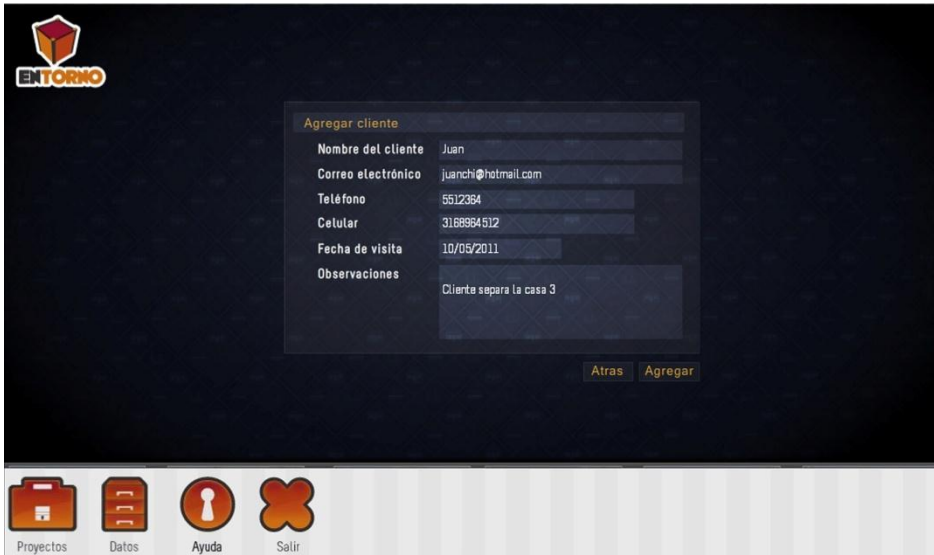 ENTORNO
Agregar cliente
Nombre del cliente Juan
Correo electrónico juanchi@hotmail.com
Teléfono 5512364
Celular 3168964512
Fecha de visita 10/05/2011
Observaciones
Cliente separa la casa 3
Atras Agregar
Proyectos Datos Ayuda Salir